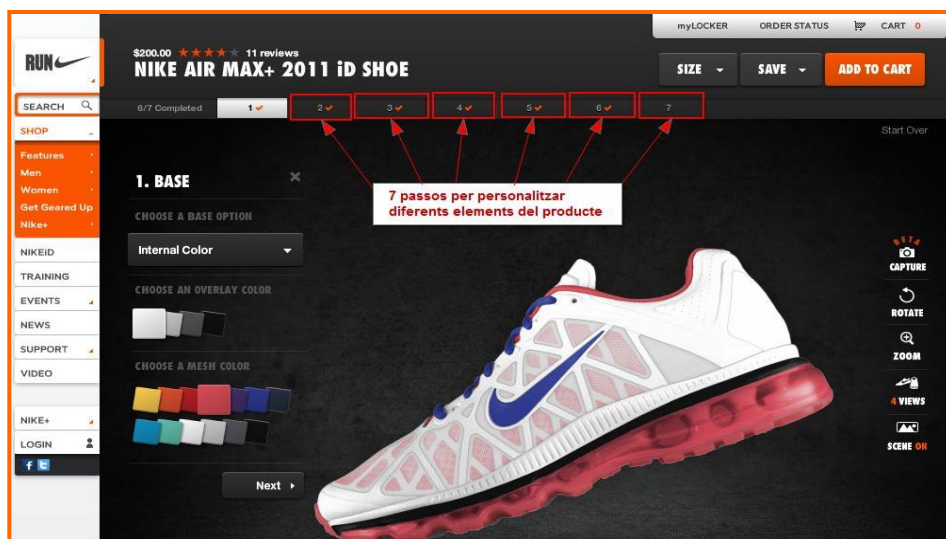 myLOCKER ORDER STATUS CART 0
RUN
$200.00 11 reviews
NIKE AIR MAX+ 2011 iD SHOE
SIZE SAVE ADD TO CART
SEARCH
6/7 Completed 1 2 3 4 5 6 7
Start Over
SHOP
Features
Men
Women
Get Geared Up
Nike+
NIKEiD
TRAINING
EVENTS
NEWS
SUPPORT
VIDEO
NIKE+
LOGIN
f t
1. BASE
CHOOSE A BASE OPTION
Internal Color
CHOOSE AN OVERLAY COLOR
CHOOSE A MESH COLOR
Next
7 passos per personalitzar
diferents elements del producte
BETA
CAPTURE
ROTATE
ZOOM
4 VIEWS
SCENE ON